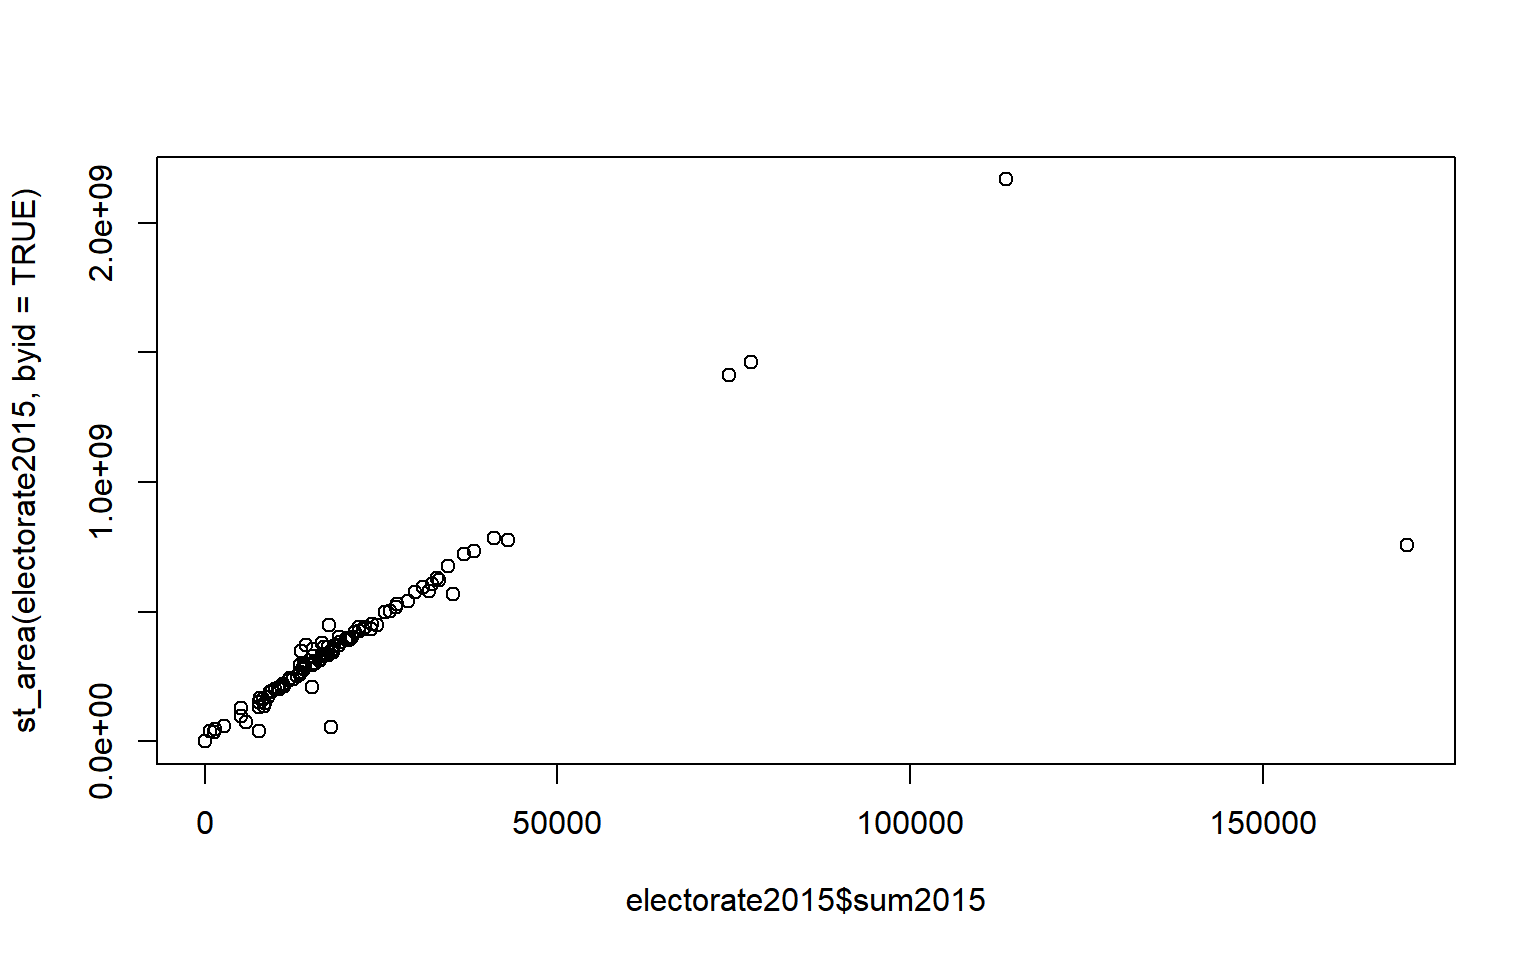 st_area(electorate2015, byid = TRUE)
2.0e+09
1.0e+09
0.0e+00
0 50000 100000 150000
electorate2015$sum2015